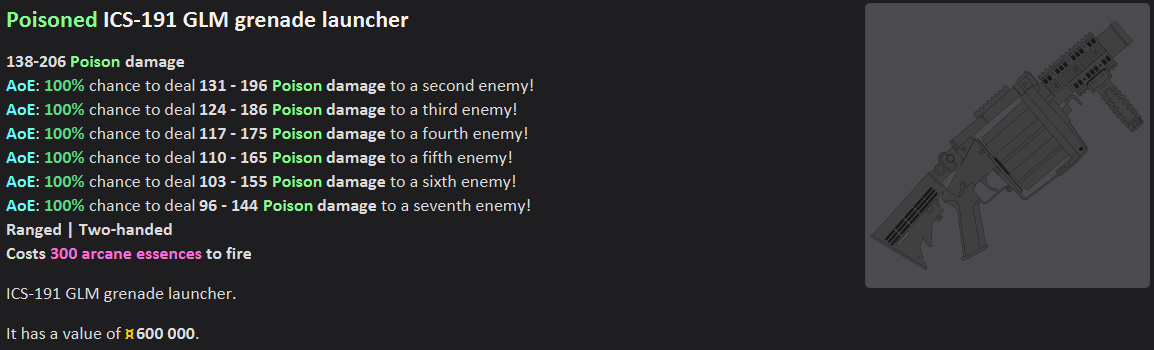 Poisoned ICS-191 GLM grenade launcher
138-206 Poison damage
AoE: 100% chance to deal 131 - 196 Poison damage to a second enemy!
AoE: 100% chance to deal 124 - 186 Poison damage to a third enemy!
AoE: 100% chance to deal 117 - 175 Poison damage to a fourth enemy!
AoE: 100% chance to deal 110 - 165 Poison damage to a fifth enemy!
AoE: 100% chance to deal 103 - 155 Poison damage to a sixth enemy!
AoE: 100% chance to deal 96 - 144 Poison damage to a seventh enemy!
Ranged | Two-handed
Costs 300 arcane essences to fire
ICS-191 GLM grenade launcher.
It has a value of ¤600 000.